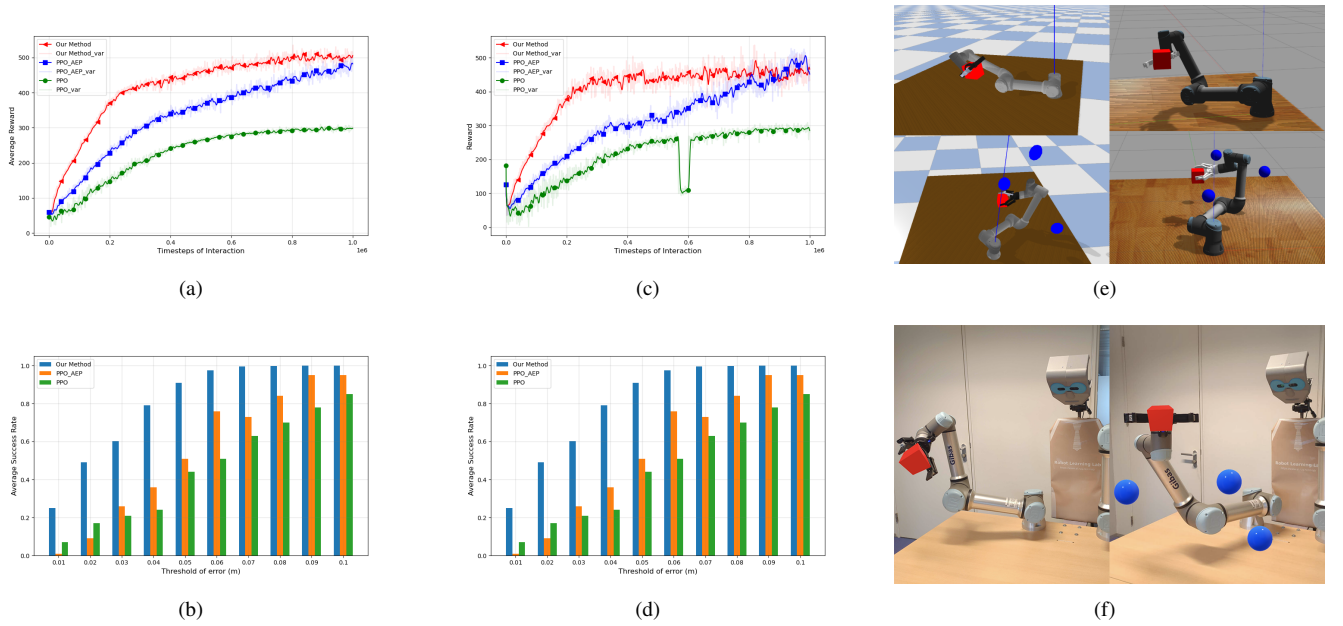 Our Method
Our Method_var
PPO_AEP
PPO_AEP_var
PPO
PPO_var
500
400
300
200
100
0
Average Reward
0.0 0.2 0.4 0.6 0.8 1.0
1e6
Timesteps of Interaction
(a)
Our Method
Our Method_var
PPO_AEP
PPO_AEP_var
PPO
PPO_var
500
400
300
200
100
0
Reward
0.0 0.2 0.4 0.6 0.8 1.0
1e6
Timesteps of Interaction
(c)
(e)
Our Method
PPO_AEP
PPO
1.0
0.8
0.6
0.4
0.2
0.0
Average Success Rate
0.01 0.02 0.03 0.04 0.05 0.06 0.07 0.08 0.09 0.1
Threshold of error (m)
(b)
Our Method
PPO_AEP
PPO
1.0
0.8
0.6
0.4
0.2
0.0
Average Success Rate
0.01 0.02 0.03 0.04 0.05 0.06 0.07 0.08 0.09 0.1
Threshold of error (m)
(d)
Gibas
Gibas
Robot Learning
(f)